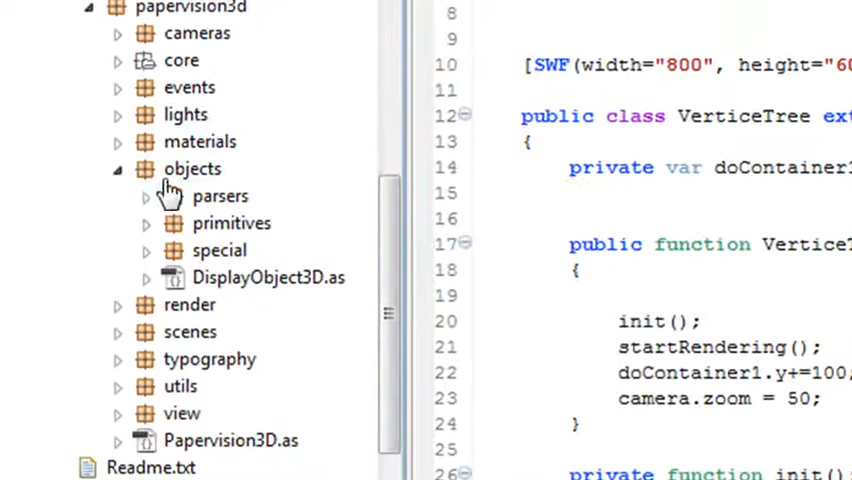 papervision3d
cameras
core
events
lights
materials
objects
parsers
primitives
special
DisplayObject3D.as
render
scenes
typography
utils
view
Papervision3D.as
Readme.txt
8
9
10 [SWF(width="800", height="60
11
12 public class VerticeTree ext
13 {
14 private var doContainer1
15
16
17 public function VerticeT
18 {
19
20 init();
21 startRendering();
22 doContainer1.y+=100;
23 camera.zoom = 50;
24 }
25
26 private function init()